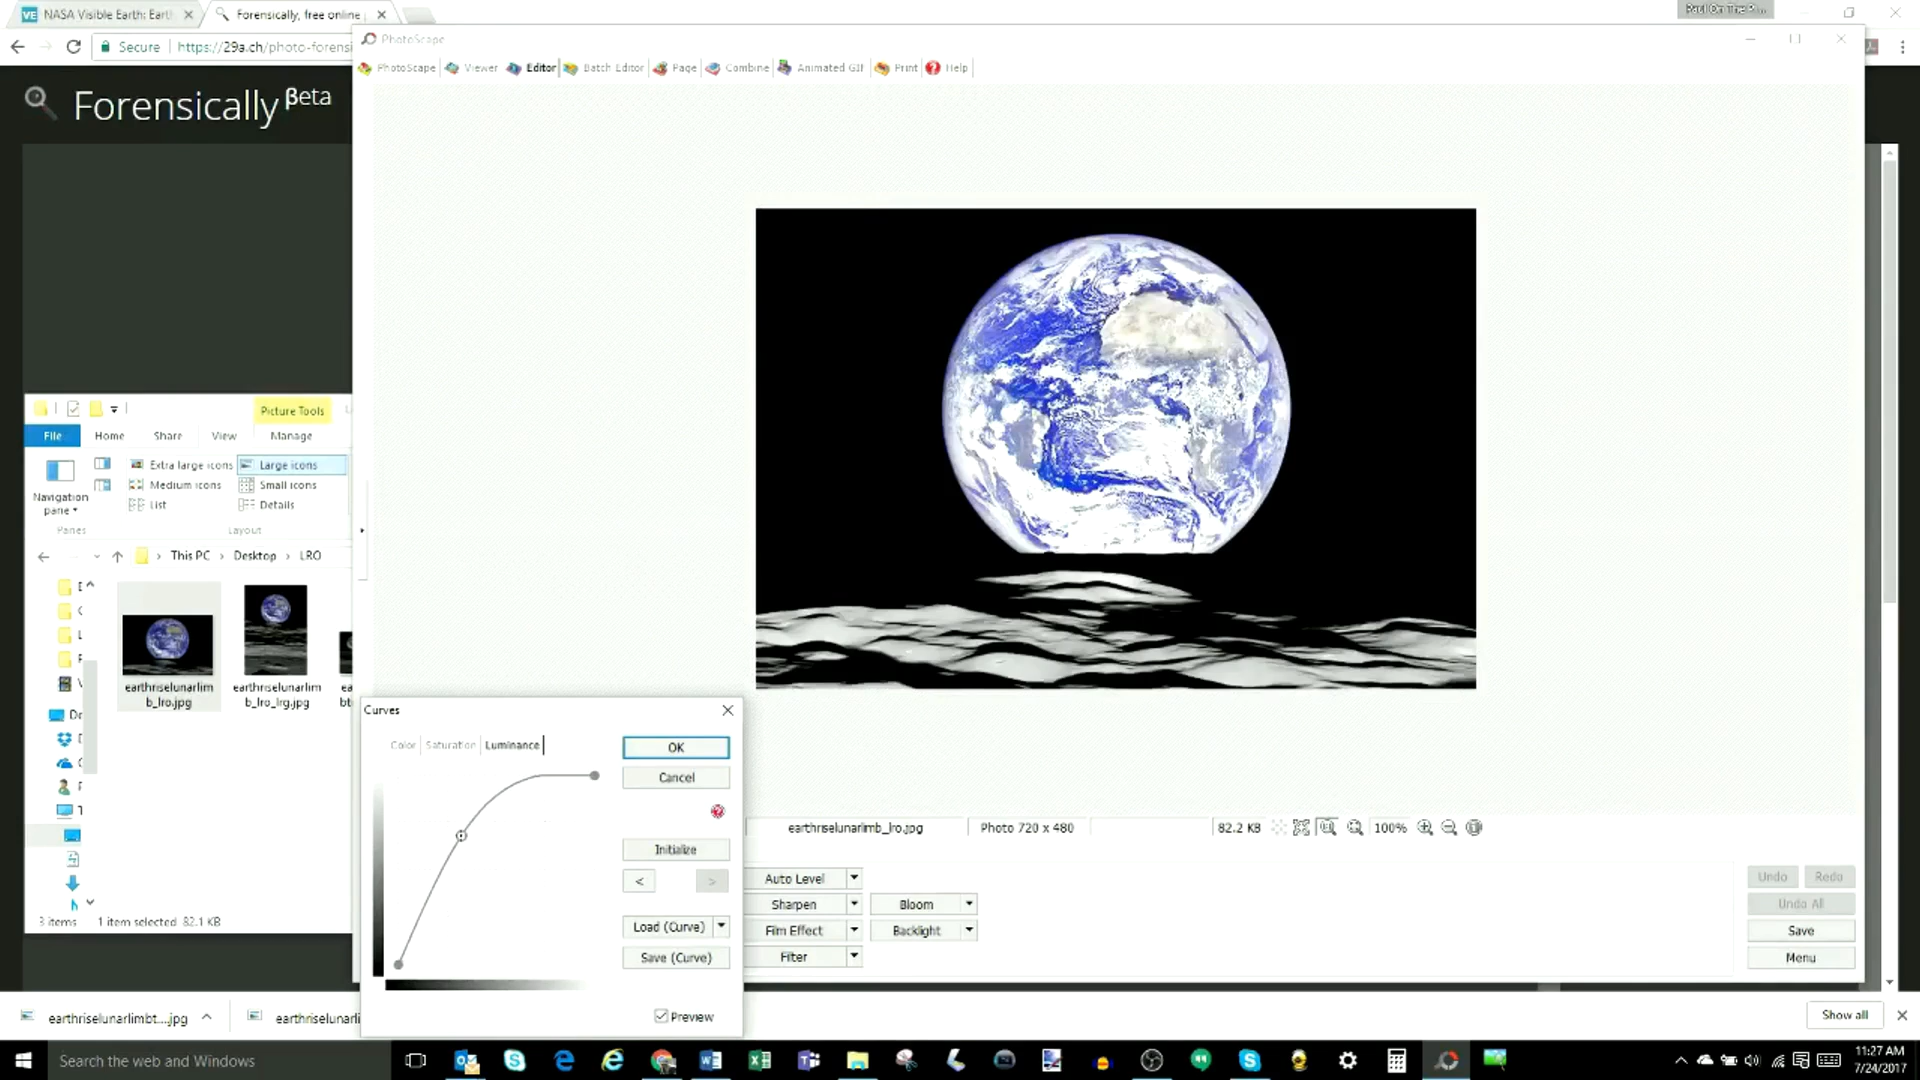 NASA Visible Earth: Eart
Forensically, free online
Secure
https://29a.ch/photo-forensi
Forensically βeta
PhotoScape
PhotoScape
Viewer
Editor
Batch Editor
Page
Combine
Animated GIF
Print
Help
Picture Tools
File
Home
Share
View
Manage
Extra large icons
Large icons
Medium icons
Small icons
List
Details
Navigation
pane
Panes
Layout
This PC
Desktop
LRO
earthriselunarlim
b_lro.jpg
earthriselunarlim
b_lro_lrg.jpg
3 items
1 item selected 82.1 KB
Curves
Color
Saturation
Luminance
OK
Cancel
Initialize
<
>
Load (Curve)
Save (Curve)
Preview
earthriselunarlimb_lro.jpg
Photo 720 x 480
82.2 KB
100%
Auto Level
Sharpen
Bloom
Film Effect
Backlight
Filter
Undo
Redo
Undo All
Save
Menu
earthriselunarlimbt....jpg
earthriselunarli
Show all
Search the web and Windows
11:27 AM
7/24/2017